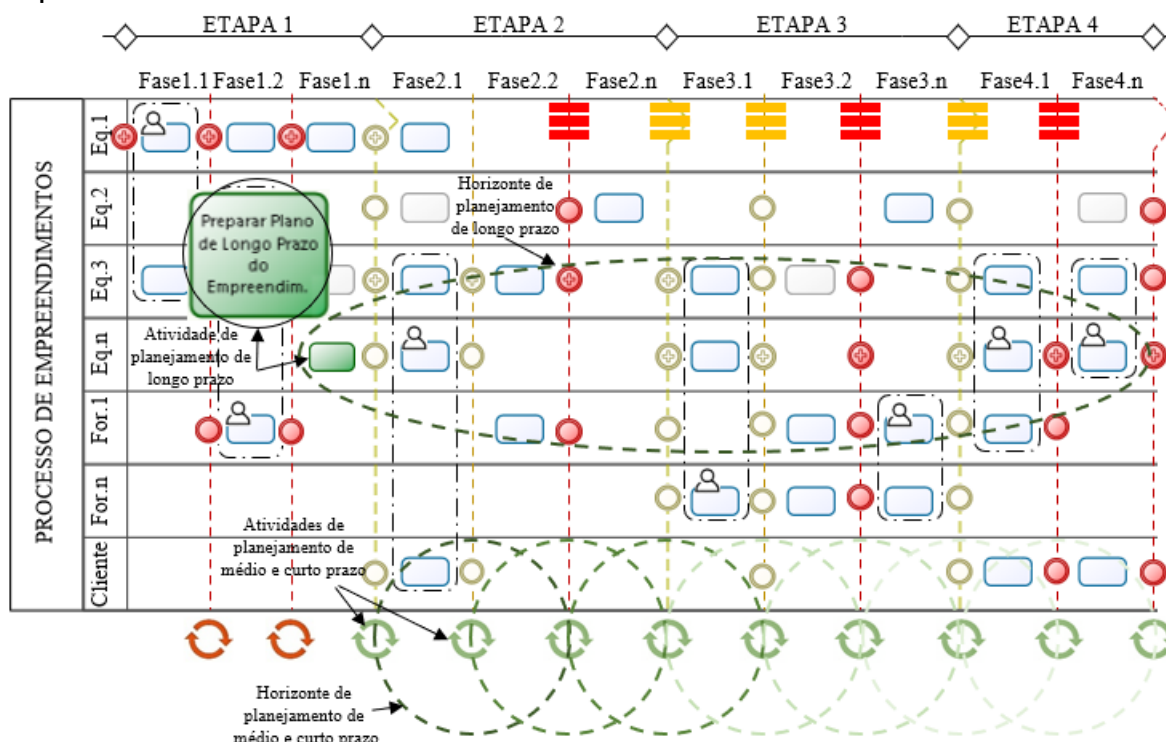 ETAPA 1
ETAPA 2
ETAPA 3
ETAPA 4
Fase1.1
Fase1.2
Fase1.n
Fase2.1
Fase2.2
Fase2.n
Fase3.1
Fase3.2
Fase3.n
Fase4.1
Fase4.n
PROCESSO DE EMPREENDIMENTOS
Eq.1
Eq.2
Eq.3
Eq.n
For.1
For.n
Cliente
Preparar Plano
de Longo Prazo
do
Empreendim.
Horizonte de
planejamento
de longo prazo
Atividade de
planejamento de
longo prazo
Atividades de
planejamento de
médio e curto prazo
Horizonte de
planejamento de
médio e curto prazo